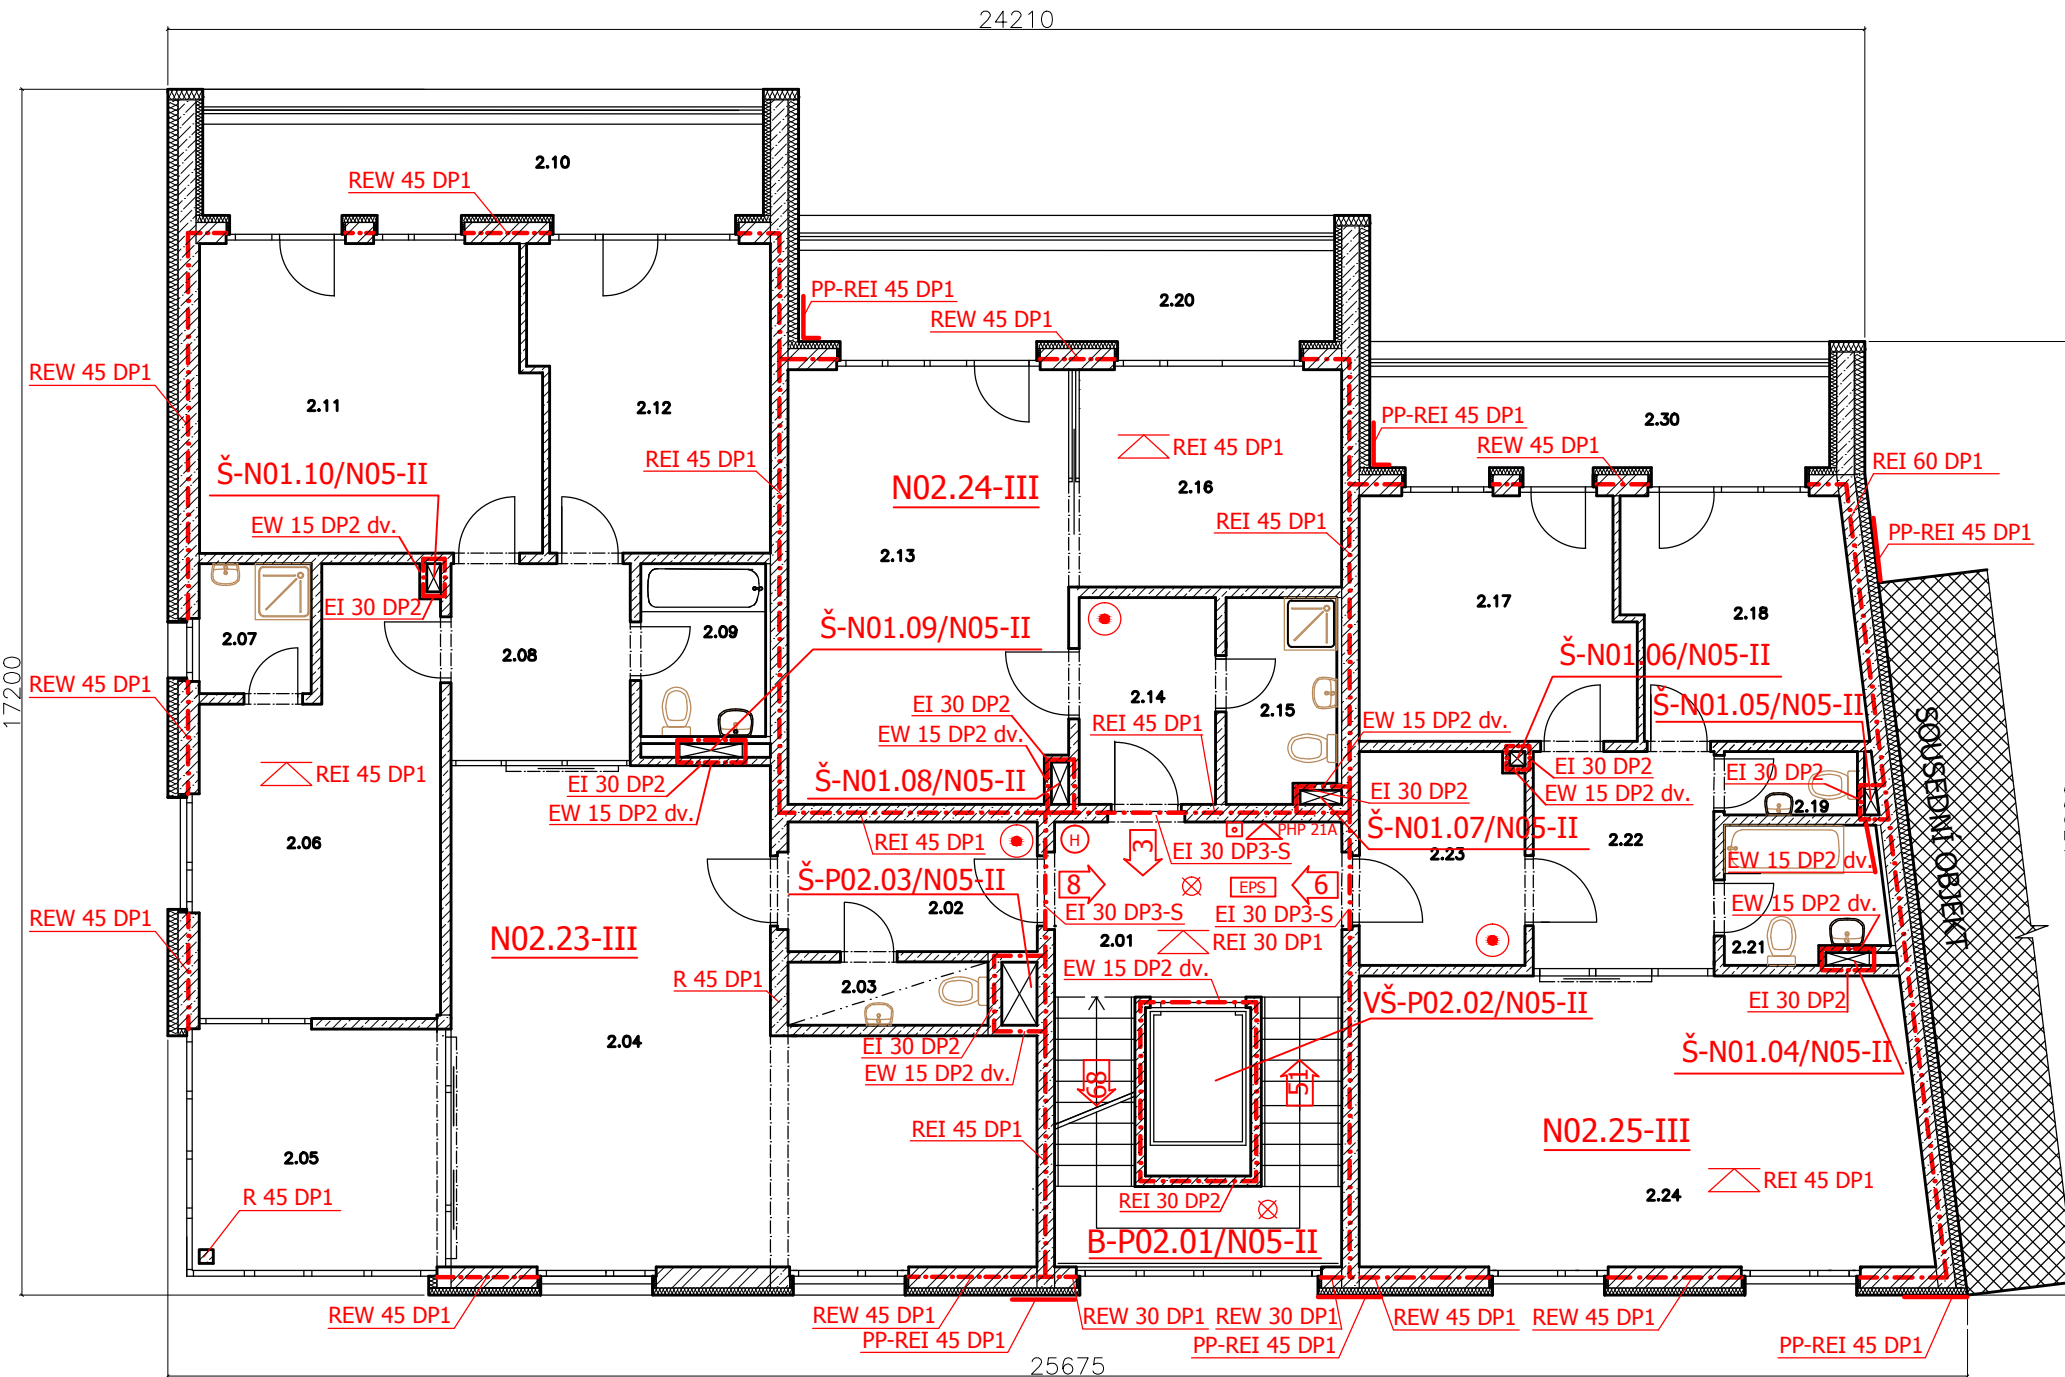 24210
2.10
REW 45 DP1
PP-REI 45 DP1
2.20
REW 45 DP1
REW 45 DP1
2.11
2.12
PP-REI 45 DP1
2.30
REW 45 DP1
REI 45 DP1
REI 45 DP1
Š-N01.10/N05-II
N02.24-III
2.16
REI 60 DP1
EW 15 DP2 dv.
REI 45 DP1
PP-REI 45 DP1
2.13
EI 30 DP2
2.07
2.08
2.09
Š-N01.09/N05-II
2.17
2.18
Š-N01.06/N05-II
17200
REW 45 DP1
2.14
2.15
EI 30 DP2
REI 45 DP1
EW 15 DP2 dv.
EW 15 DP2 dv.
Š-N01.05/N05-II
SOUSEDNÍ OBJEKT
REI 45 DP1
EI 30 DP2
EW 15 DP2 dv.
Š-N01.08/N05-II
EI 30 DP2
EI 30 DP2
EW 15 DP2 dv.
EI 30 DP2
2.19
2.06
REI 45 DP1
H
3
PHP 21A
Š-N01.07/N05-II
EI 30 DP3-S
2.23
2.22
EW 15 DP2 dv.
Š-P02.03/N05-II
8
EPS
6
2.02
EI 30 DP3-S
EI 30 DP3-S
EW 15 DP2 dv.
REW 45 DP1
N02.23-III
2.01
REI 30 DP1
2.21
R 45 DP1
2.03
EW 15 DP2 dv.
VŠ-P02.02/N05-II
EI 30 DP2
2.04
EI 30 DP2
EW 15 DP2 dv.
Š-N01.04/N05-II
68
51
REI 45 DP1
N02.25-III
2.05
R 45 DP1
REI 45 DP1
2.24
REI 30 DP2
B-P02.01/N05-II
REW 45 DP1
REW 45 DP1
REW 30 DP1
REW 30 DP1
REW 45 DP1
REW 45 DP1
PP-REI 45 DP1
PP-REI 45 DP1
PP-REI 45 DP1
25675